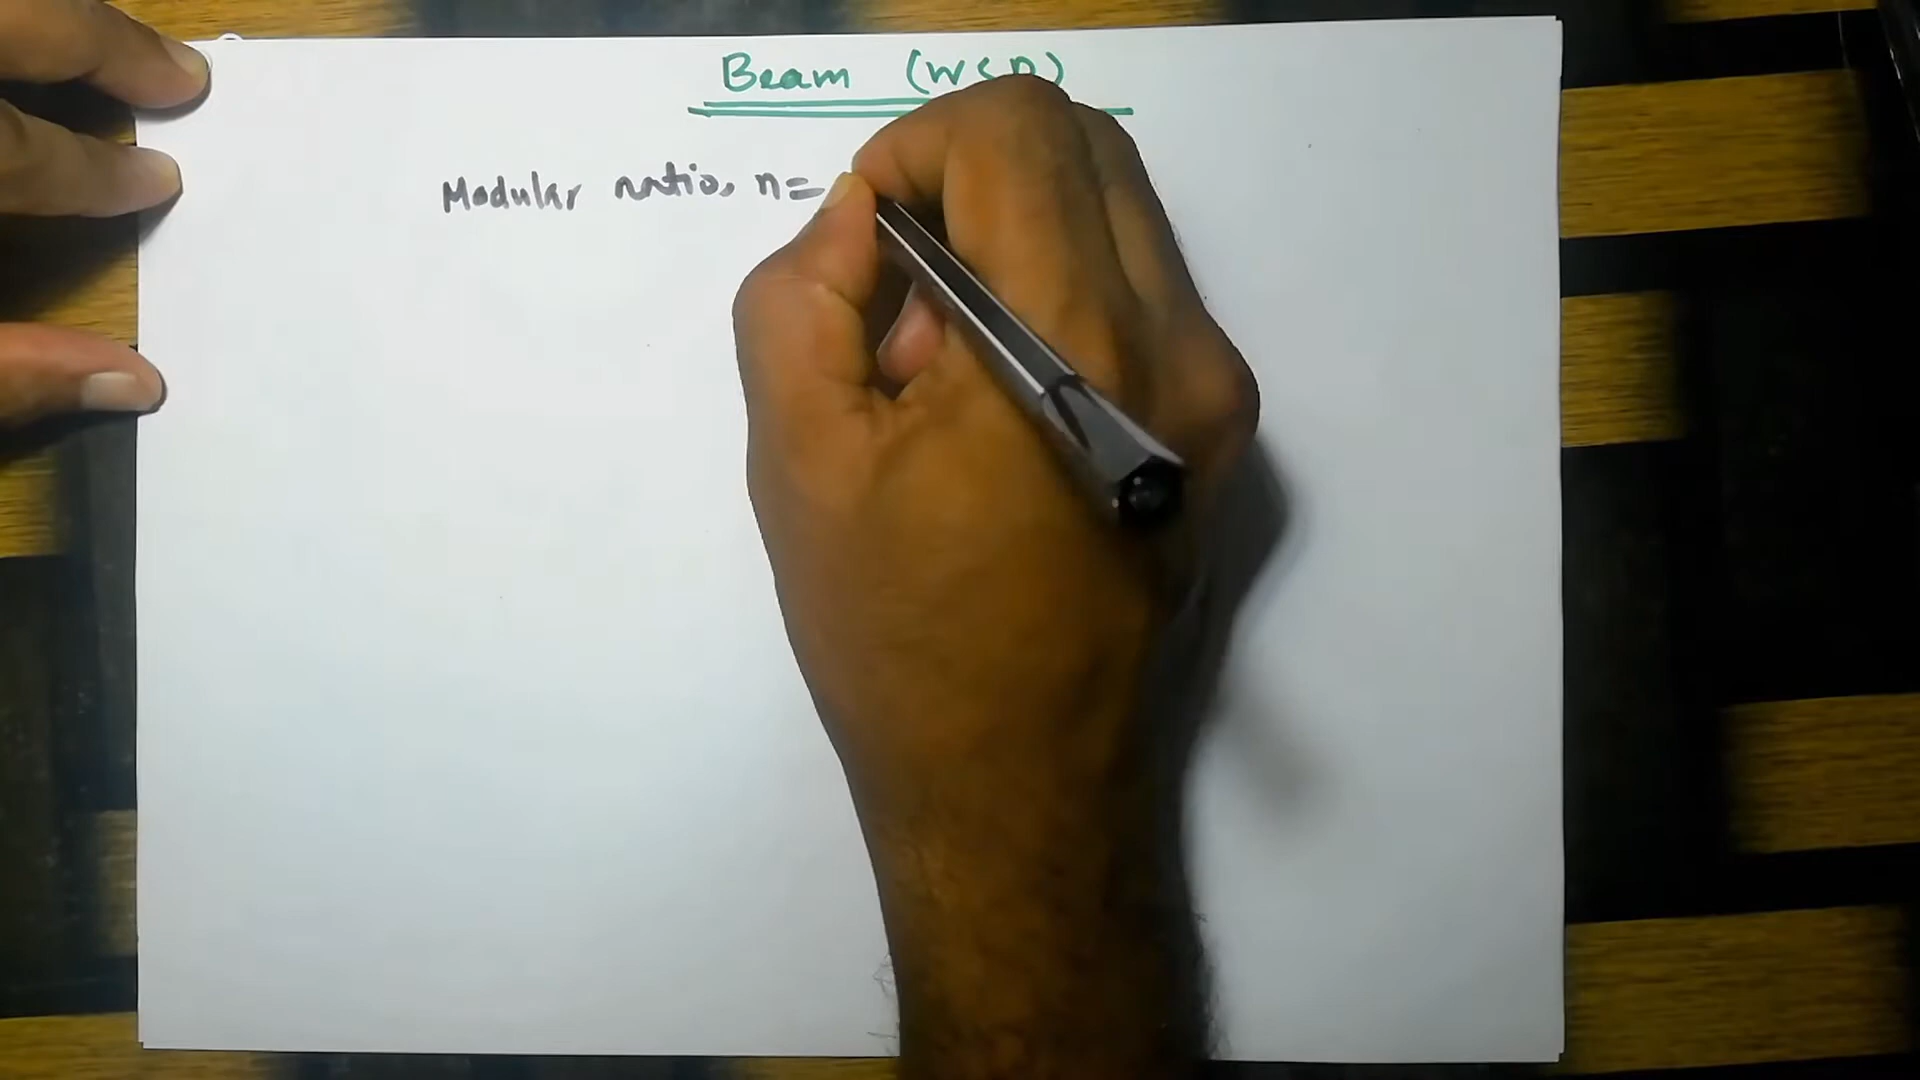 Beam (WSD)
Modular ratio, n=